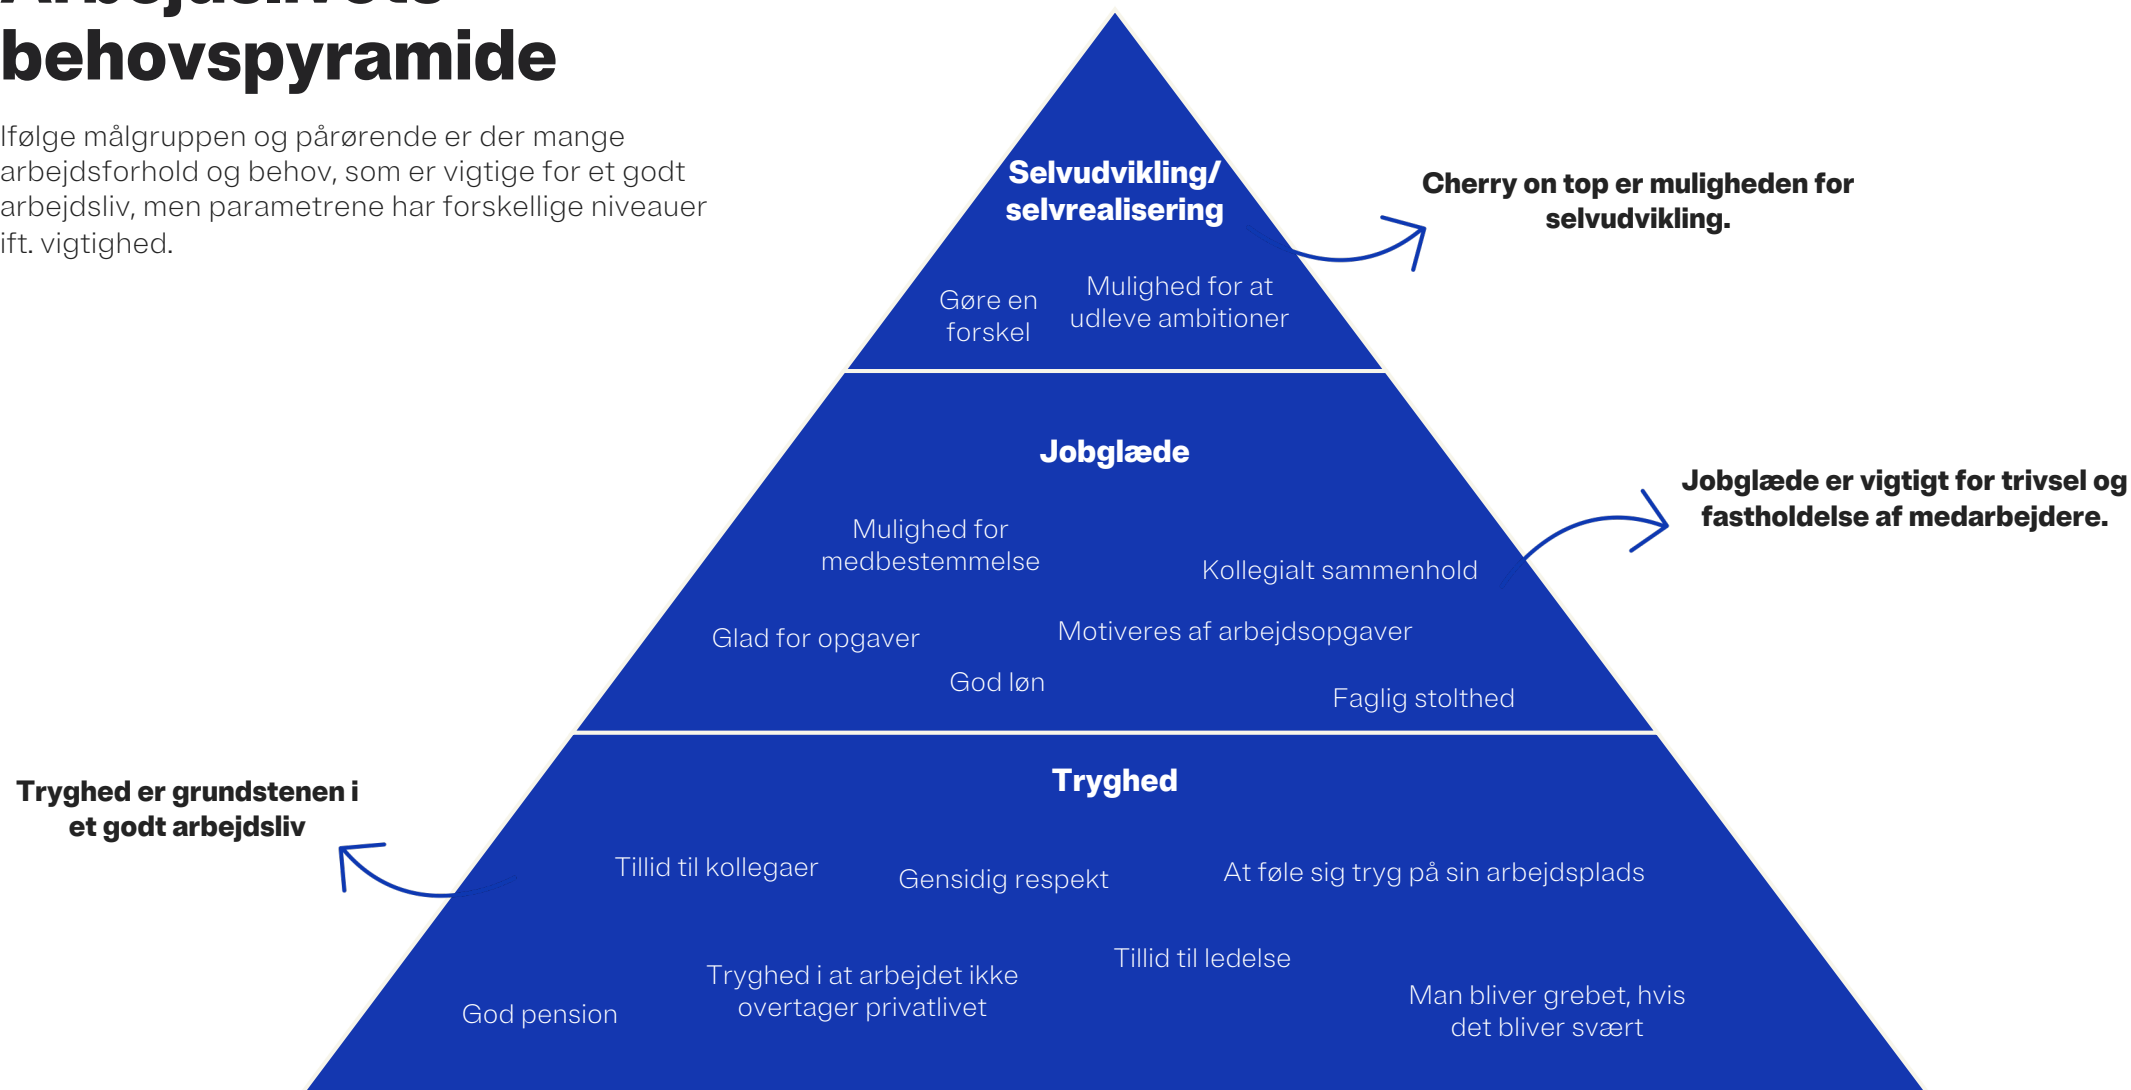 Arbejdslivets
behovspyramide
Ifølge målgruppen og pårørende er der mange
arbejdsforhold og behov, som er vigtige for et godt
arbejdsliv, men parametrene har forskellige niveauer
ift. vigtighed.
Selvudvikling/
selvrealisering
Gøre en
forskel
Mulighed for at
udleve ambitioner
Cherry on top er muligheden for
selvudvikling.
Jobglæde
Mulighed for
medbestemmelse
Kollegialt sammenhold
Glad for opgaver
Motiveres af arbejdsopgaver
God løn
Faglig stolthed
Jobglæde er vigtigt for trivsel og
fastholdelse af medarbejdere.
Tryghed
Tryghed er grundstenen i
et godt arbejdsliv
Tillid til kollegaer
Gensidig respekt
At føle sig tryg på sin arbejdsplads
God pension
Tryghed i at arbejdet ikke
overtager privatlivet
Tillid til ledelse
Man bliver grebet, hvis
det bliver svært